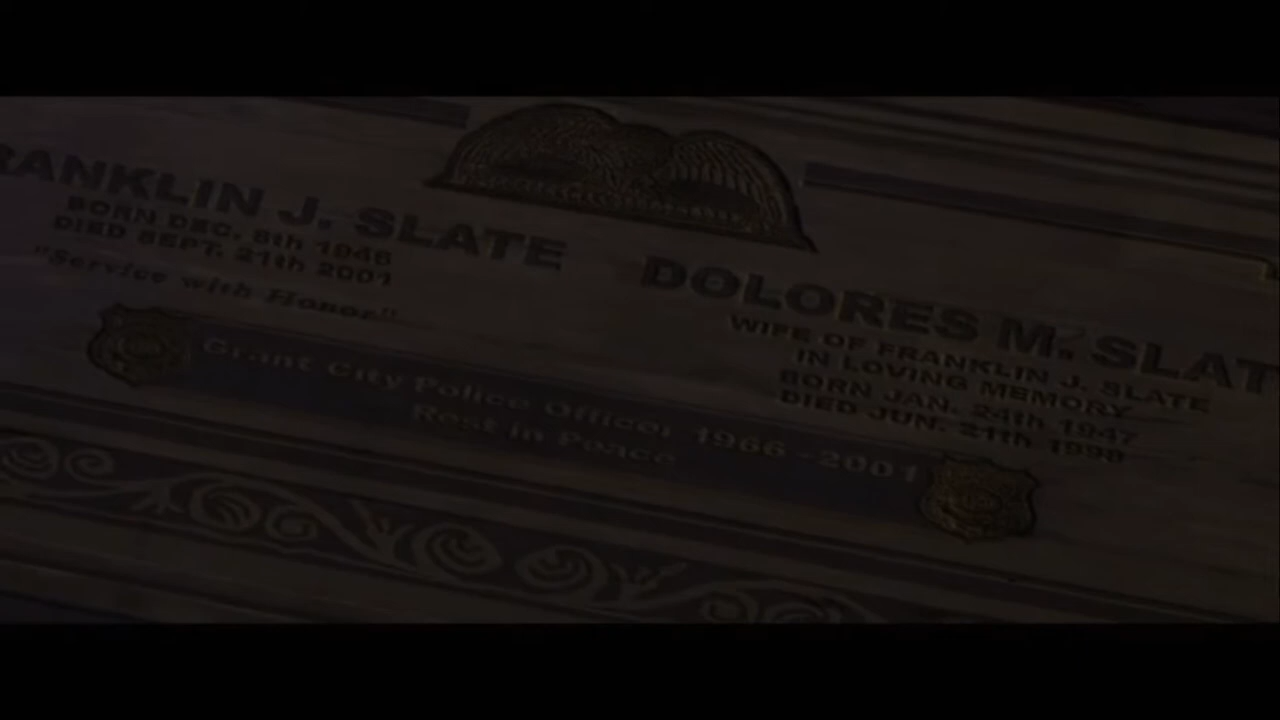 RANKLIN J. SLATE
BORN DEC. 8th 1946
DIED SEPT. 21th 2001
"Service with Honor"
DOLORES M. SLAT
WIFE OF FRANKLIN J. SLATE
IN LOVING MEMORY
BORN JAN. 24th 1947
DIED JUN. 21th 1998
Grant City Police Officer 1966 - 2001
Rest in Peace